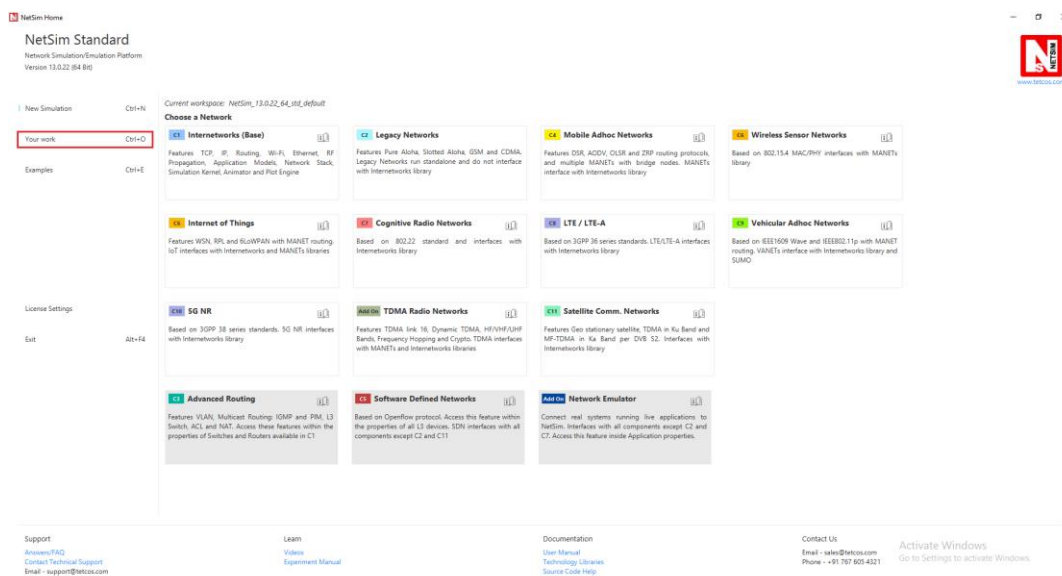 NetSim Home
NetSim Standard
Network Simulation/Emulation Platform
Version 13.0.22 (64 Bit)
NETSIM
www.tetcos.com
New Simulation Ctrl+N
Your work Ctrl+O
Examples Ctrl+E
License Settings
Exit Alt+F4
Current workspace: NetSim_13.0.22_64_std_default
Choose a Network
C1 Internetworks (Base)
Features TCP, IP, Routing, Wi-Fi, Ethernet, RF
Propagation, Application Models, Network Stack,
Simulation Kernel, Animator and Plot Engine
C2 Legacy Networks
Features Pure Aloha, Slotted Aloha, GSM and CDMA.
Legacy Networks run standalone and do not interface
with Internetworks library
C4 Mobile Adhoc Networks
Features DSR, AODV, OLSR and ZRP routing protocols,
and multiple MANETs with bridge nodes. MANETs
interface with Internetworks library
Wireless Sensor Networks
Based on 802.15.4 MAC/PHY interfaces with MANETs
library
Internet of Things
Features WSN, RPL and 6LoWPAN with MANET routing.
IoT interfaces with Internetworks and MANETs libraries
C7 Cognitive Radio Networks
Based on 802.22 standard and interfaces with
Internetworks library
LTE / LTE-A
Based on 3GPP 36 series standards. LTE/LTE-A interfaces
with Internetworks library
C9 Vehicular Adhoc Networks
Based on IEEE1609 Wave and IEEE802.11p with MANET
routing. VANETs interface with Internetworks library and
SUMO
C10 5G NR
Based on 3GPP 38 series standards. 5G NR interfaces
with Internetworks library
Add On TDMA Radio Networks
Features TDMA link 16, Dynamic TDMA, HF/VHF/UHF
Bands, Frequency Hopping and Crypto. TDMA interfaces
with MANETs and Internetworks libraries
C11 Satellite Comm. Networks
Features Geo stationary satellite, TDMA in Ku Band and
MF-TDMA in Ka Band per DVB S2. Interfaces with
Internetworks library
C3 Advanced Routing
Features VLAN, Multicast Routing: IGMP and PIM, L3
Switch, ACL and NAT. Access these features within the
properties of Switches and Routers available in C1
C5 Software Defined Networks
Based on Openflow protocol. Access this feature within
the properties of all L3 devices. SDN interfaces with all
components except C2 and C11
Add On Network Emulator
Connect real systems running live applications to
NetSim. Interfaces with all components except C2 and
C7. Access this feature inside Application properties.
Support
Answers/FAQ
Contact Technical Support
Email - support@tetcos.com
Learn
Videos
Experiment Manual
Documentation
User Manual
Technology Libraries
Source Code Help
Contact Us
Email - sales@tetcos.com
Phone - +91 767 605 4321
Activate Windows
Go to Settings to activate Windows.